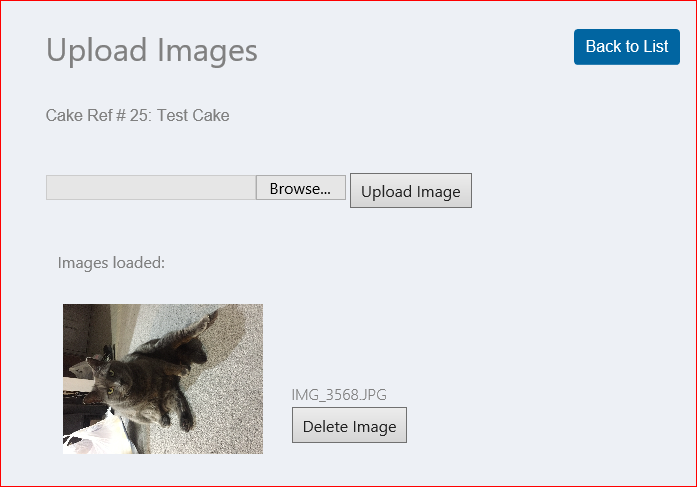 Upload Images
Back to List
Cake Ref # 25: Test Cake
Browse...
Upload Image
Images loaded:
IMG_3568.JPG
Delete Image